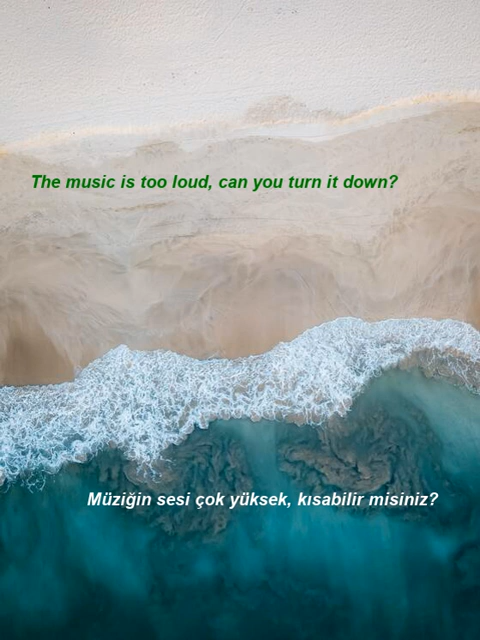 The music is too loud, can you turn it down?
Müziğin sesi çok yüksek, kısabilir misiniz?